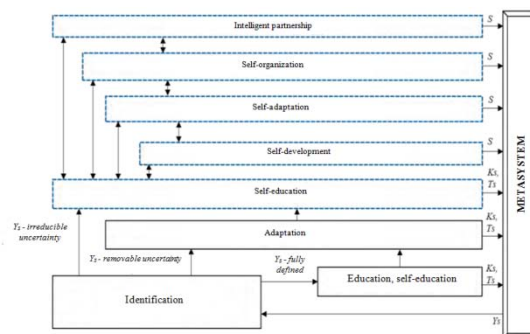 Intelligent partnership
S
Self-organization
S
Self-adaptation
S
Self-development
S
Self-education
Ks,
Ts
Ys - irreducible
uncertainty
Adaptation
Ks,
Ts
Ys - removable uncertainty
Ys - fully
defined
Identification
Education, self-education
Ks,
Ts
Ys
METASYSTEM